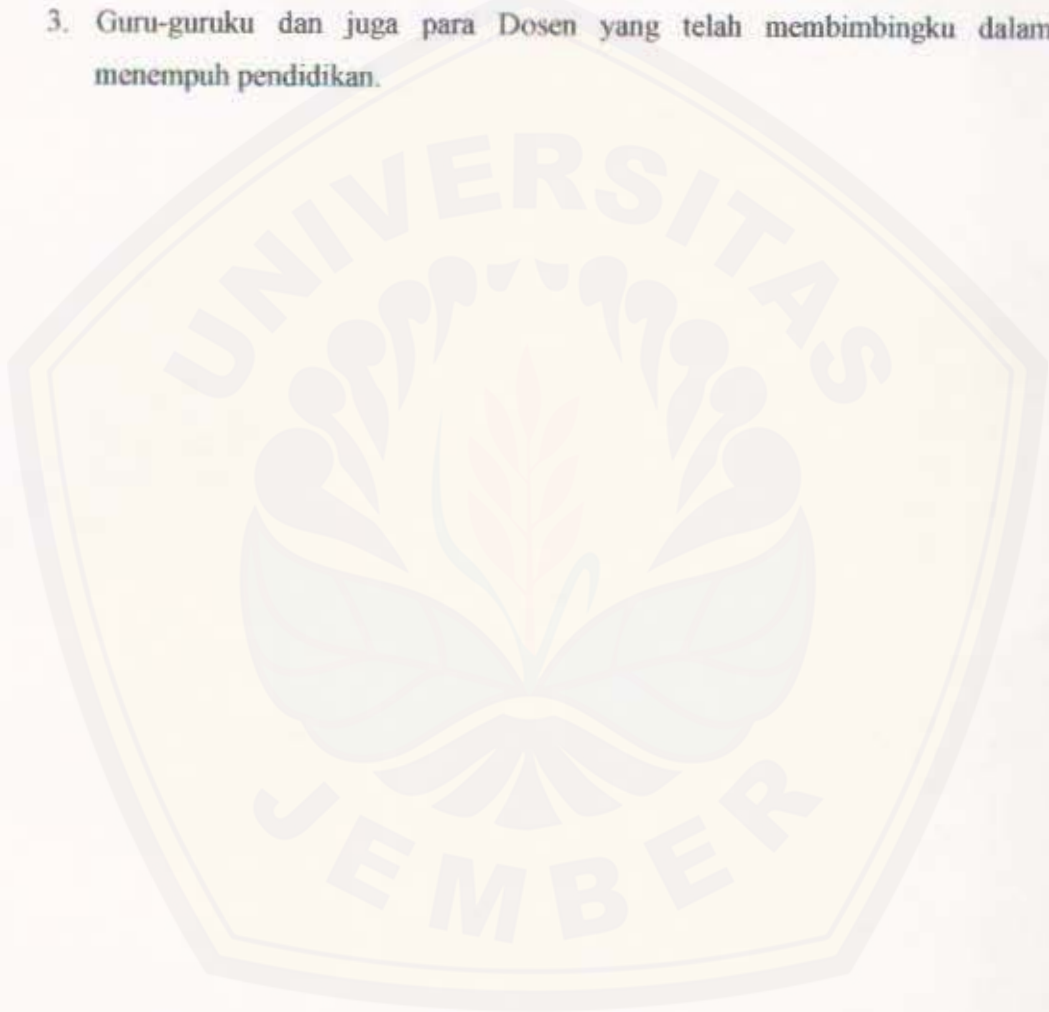 3. Guru-guruku dan juga para Dosen yang telah membimbingku dalam
menempuh pendidikan.
UNIVERSITAS
JEMBER